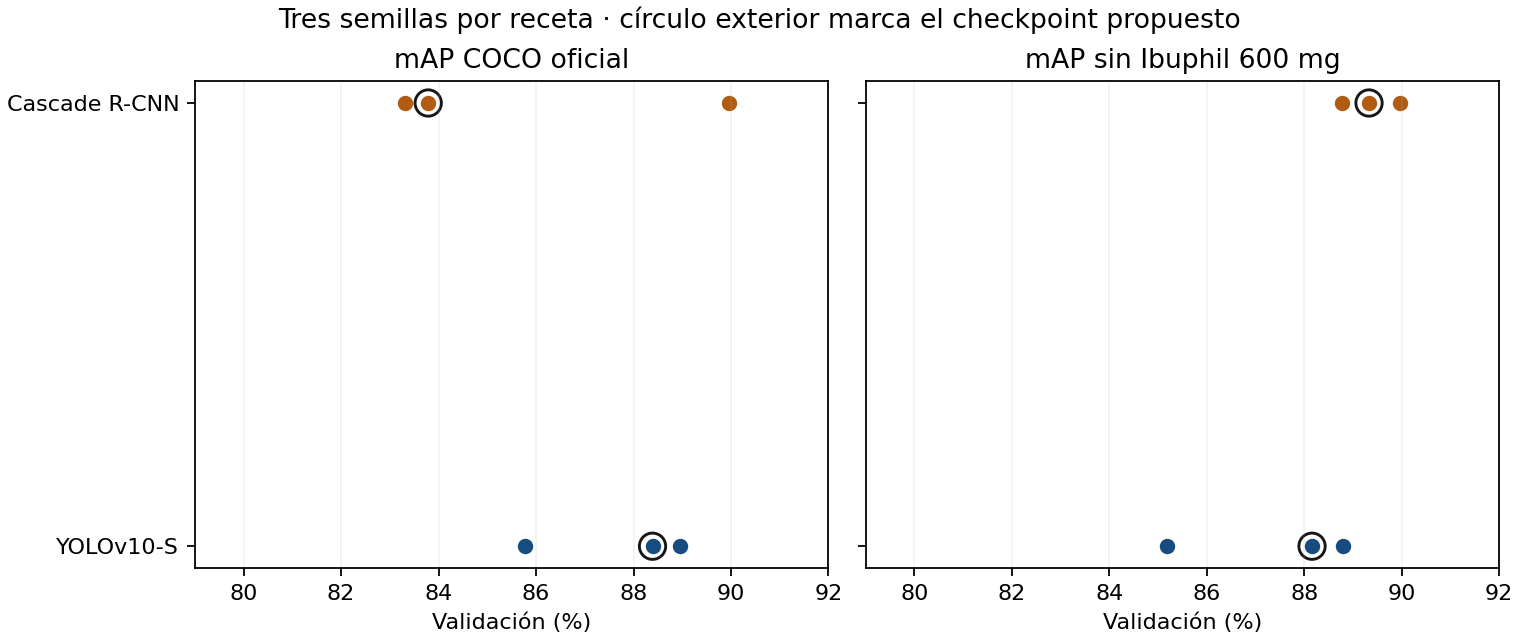 Tres semillas por receta · círculo exterior marca el checkpoint propuesto
mAP COCO oficial
mAP sin Ibuphil 600 mg
Cascade R-CNN
YOLOv10-S
80 82 84 86 88 90 92
80 82 84 86 88 90 92
Validación (%)
Validación (%)